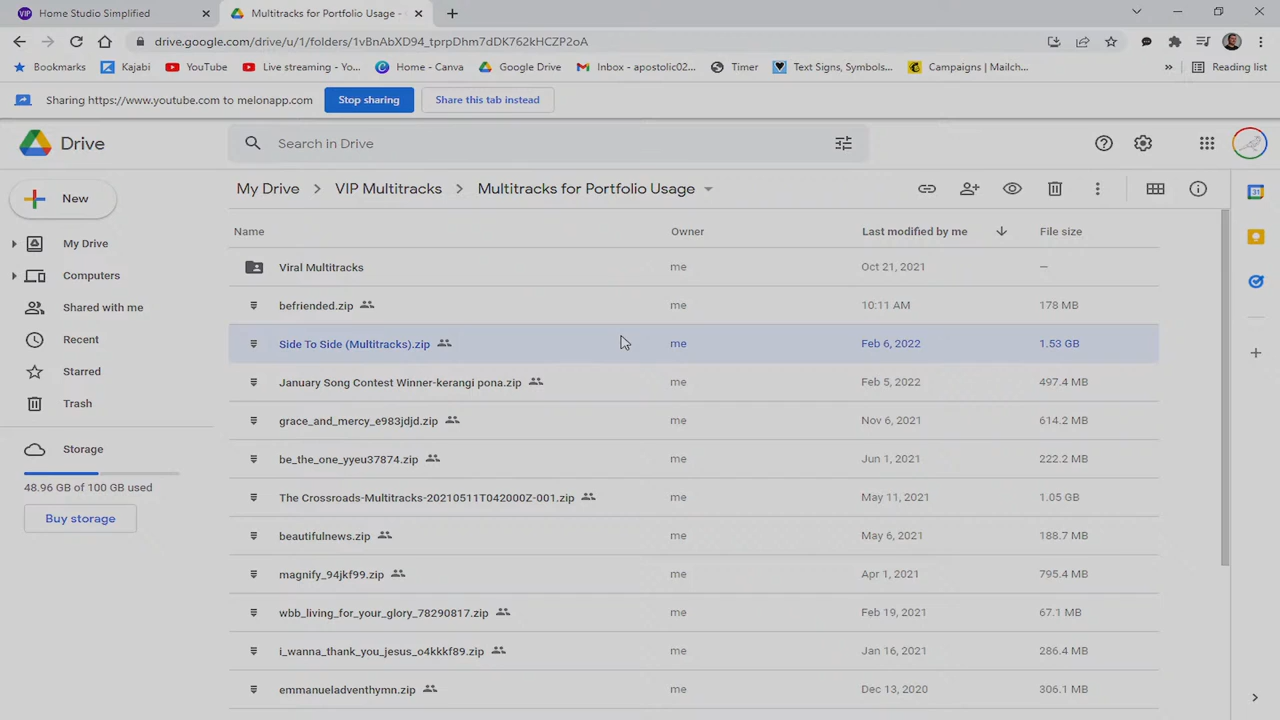 VIP Home Studio Simplified
Multitracks for Portfolio Usage -
drive.google.com/drive/u/1/folders/1vBnAbXD94_tprpDhm7dDK762kHCZP2oA
Bookmarks Kajabi YouTube Live streaming - Yo... Home - Canva Google Drive Inbox - apostolic02... Timer Text Signs, Symbols... Campaigns | Mailch... » Reading list
Sharing https://www.youtube.com to melonapp.com Stop sharing Share this tab instead
Drive
Search in Drive
New
My Drive
Computers
Shared with me
Recent
Starred
Trash
Storage
48.96 GB of 100 GB used
Buy storage
My Drive > VIP Multitracks > Multitracks for Portfolio Usage
Name Owner Last modified by me File size
Viral Multitracks me Oct 21, 2021 —
befriended.zip me 10:11 AM 178 MB
Side To Side (Multitracks).zip me Feb 6, 2022 1.53 GB
January Song Contest Winner-kerangi pona.zip me Feb 5, 2022 497.4 MB
grace_and_mercy_e983jdjd.zip me Nov 6, 2021 614.2 MB
be_the_one_yyeu37874.zip me Jun 1, 2021 222.2 MB
The Crossroads-Multitracks-20210511T042000Z-001.zip me May 11, 2021 1.05 GB
beautifulnews.zip me May 6, 2021 188.7 MB
magnify_94jkf99.zip me Apr 1, 2021 795.4 MB
wbb_living_for_your_glory_78290817.zip me Feb 19, 2021 67.1 MB
i_wanna_thank_you_jesus_o4kkkf89.zip me Jan 16, 2021 286.4 MB
emmanueladventhymn.zip me Dec 13, 2020 306.1 MB
31